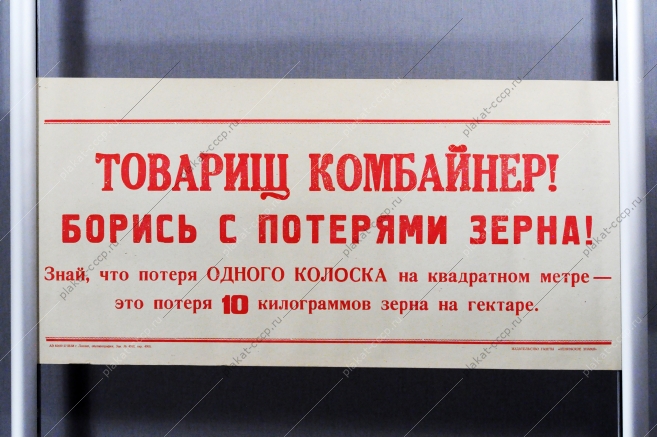 ТОВАРИЩ КОМБАЙНЕР!
БОРИСЬ С ПОТЕРЯМИ ЗЕРНА!
Знай, что потеря ОДНОГО КОЛОСКА на квадратном метре —
это потеря 10 килограммов зерна на гектаре.
plakat-cccp.ru